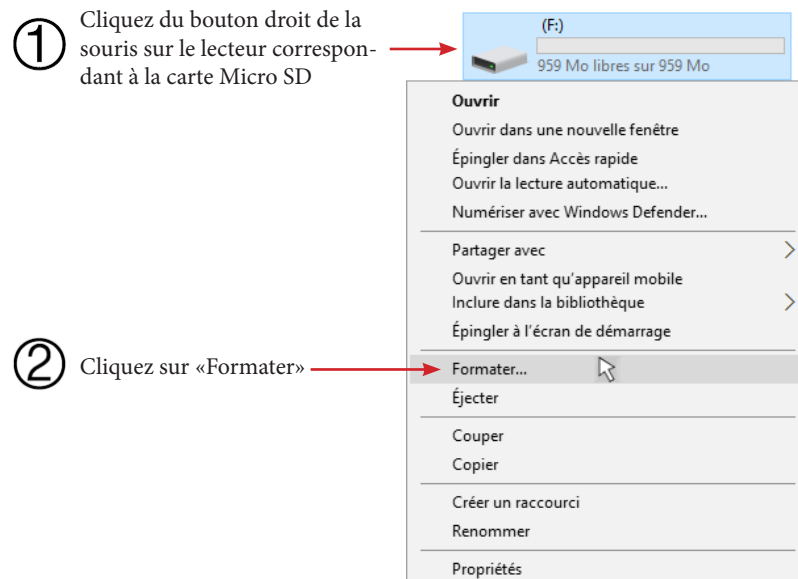 ① Cliquez du bouton droit de la
souris sur le lecteur correspon-
dant à la carte Micro SD
(F:)
959 Mo libres sur 959 Mo
Ouvrir
Ouvrir dans une nouvelle fenêtre
Épingler dans Accès rapide
Ouvrir la lecture automatique...
Numériser avec Windows Defender...
Partager avec
Ouvrir en tant qu'appareil mobile
Inclure dans la bibliothèque
Épingler à l'écran de démarrage
② Cliquez sur «Formater»
Formater...
Éjecter
Couper
Copier
Créer un raccourci
Renommer
Propriétés